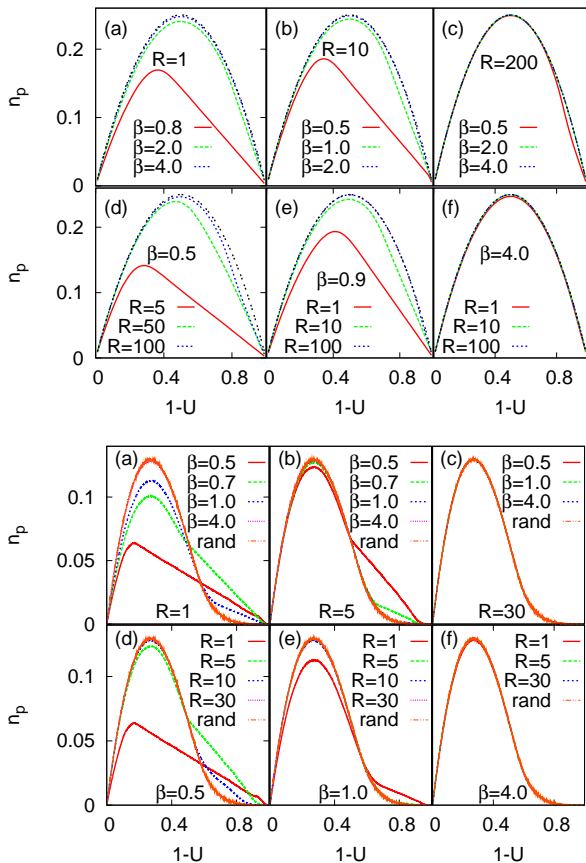 (a) (b) (c)
0.2
R=1 R=10 R=200
n_p
0.1
β=0.8 β=0.5 β=0.5
β=2.0 β=1.0 β=2.0
β=4.0 β=2.0 β=4.0
0
(d) (e) (f)
0.2
β=0.5 β=0.9 β=4.0
n_p
0.1
R=5 R=1 R=1
R=50 R=10 R=10
R=100 R=100 R=100
0
0 0.4 0.8 0 0.4 0.8 0 0.4 0.8
1-U 1-U 1-U
(a) β=0.5 (b) β=0.5 (c) β=0.5
β=0.7 β=0.7 β=1.0
0.1
β=1.0 β=1.0 β=4.0
β=4.0 β=4.0 rand
rand rand
n_p
0.05
R=1 R=5 R=30
(d) R=1 (e) R=1 (f) R=1
R=5 R=5 R=5
0.1
R=10 R=10 R=30
R=30 R=30 rand
rand rand
n_p
0.05
β=0.5 β=1.0 β=4.0
0
0 0.4 0.8 0 0.4 0.8 0 0.4 0.8
1-U 1-U 1-U